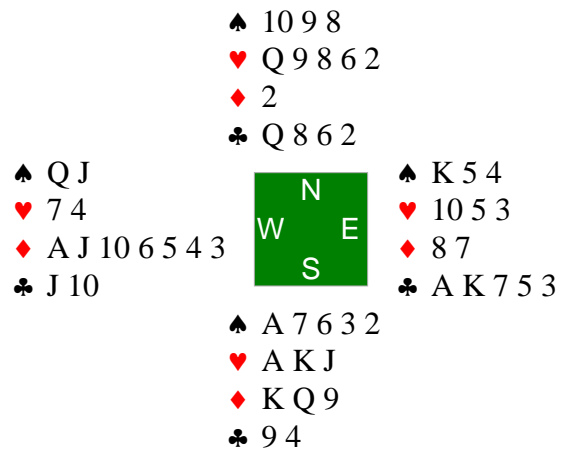 ♠ 10 9 8
♥ Q 9 8 6 2
♦ 2
♣ Q 8 6 2
♠ Q J
♥ 7 4
♦ A J 10 6 5 4 3
♣ J 10
N
W E
S
♠ K 5 4
♥ 10 5 3
♦ 8 7
♣ A K 7 5 3
♠ A 7 6 3 2
♥ A K J
♦ K Q 9
♣ 9 4